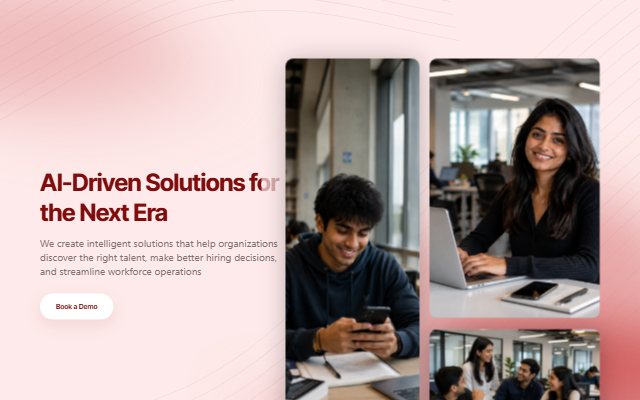 AI-Driven Solutions for
the Next Era
We create intelligent solutions that help organizations
discover the right talent, make better hiring decisions,
and streamline workforce operations
Book a Demo